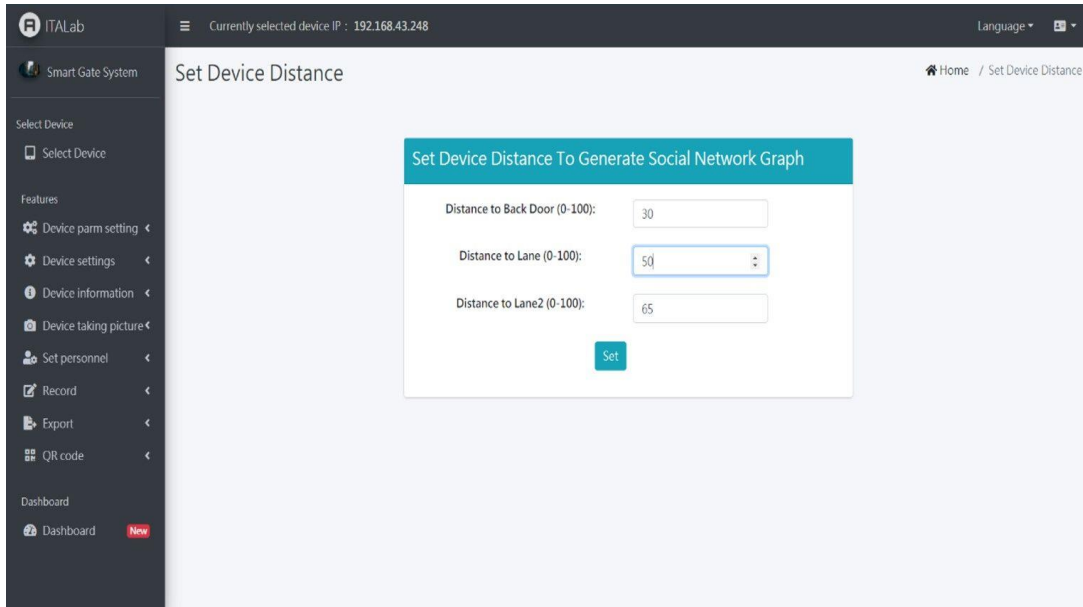 ITALab
Currently selected device IP : 192.168.43.248
Language
Smart Gate System
Set Device Distance
Home / Set Device Distance
Select Device
Select Device
Features
Device parm setting
Device settings
Device information
Device taking picture
Set personnel
Record
Export
QR code
Dashboard
Dashboard New
Set Device Distance To Generate Social Network Graph
Distance to Back Door (0-100): 30
Distance to Lane (0-100): 50
Distance to Lane2 (0-100): 65
Set